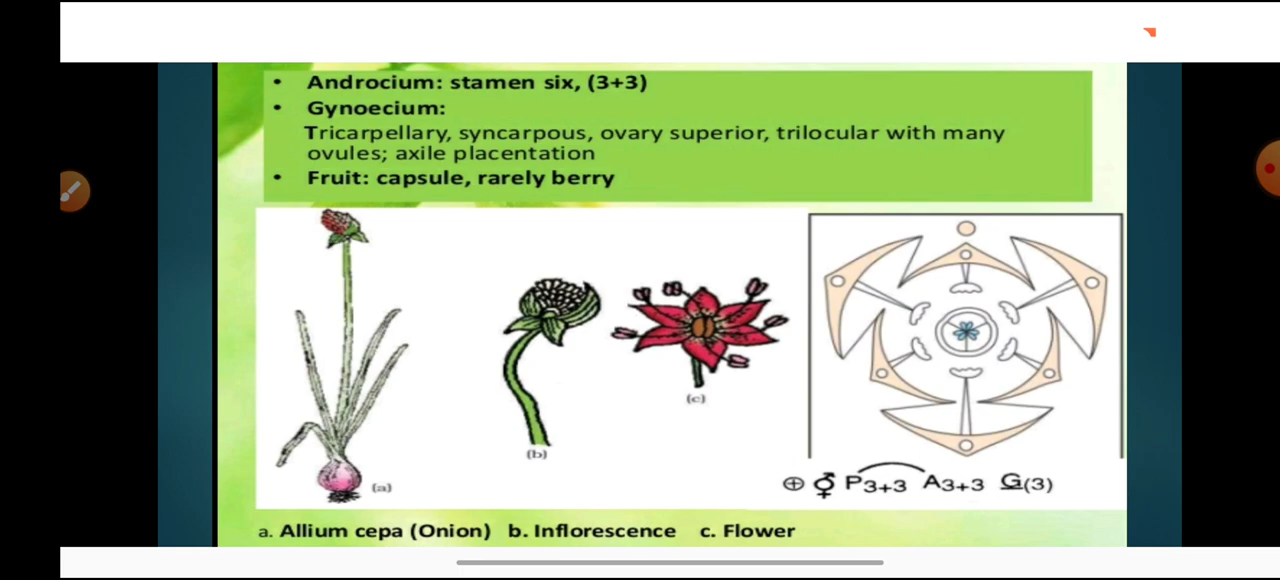 • Androcium: stamen six, (3+3)
• Gynoecium:
Tricarpellary, syncarpous, ovary superior, trilocular with many
ovules; axile placentation
• Fruit: capsule, rarely berry
(a)
(b)
(c)
⊕ ⚥ P3+3 A3+3 G(3)
a. Allium cepa (Onion) b. Inflorescence c. Flower